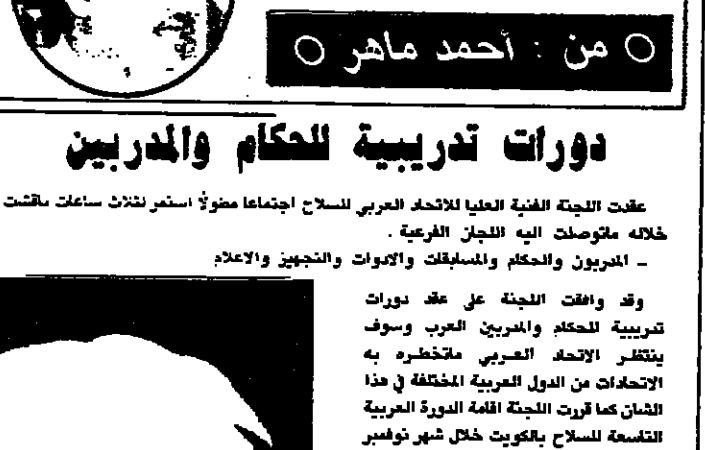 من : أحمد ماهر
دورات تدريبية للحكام والمدربين
عقدت اللجنة الفنية العليا للاتحاد العربي للسلاح اجتماعا مطولاً استمر لثلاث ساعات ناقشت
خلاله ماتوصلت اليه اللجان الفرعية .
ـ المدربون والحكام والمسابقات والادوات والتجهيز والاعلام
وقد وافقت اللجنة على عقد دورات
تدريبية للحكام والمدربين العرب وسوف
ينتظر الاتحاد العربي ماتخطره به
الاتحادات من الدول العربية المختلفة في هذا
الشان كما قررت اللجنة اقامة الدورة العربية
التاسعة للسلاح بالكويت خلال شهر نوفمبر